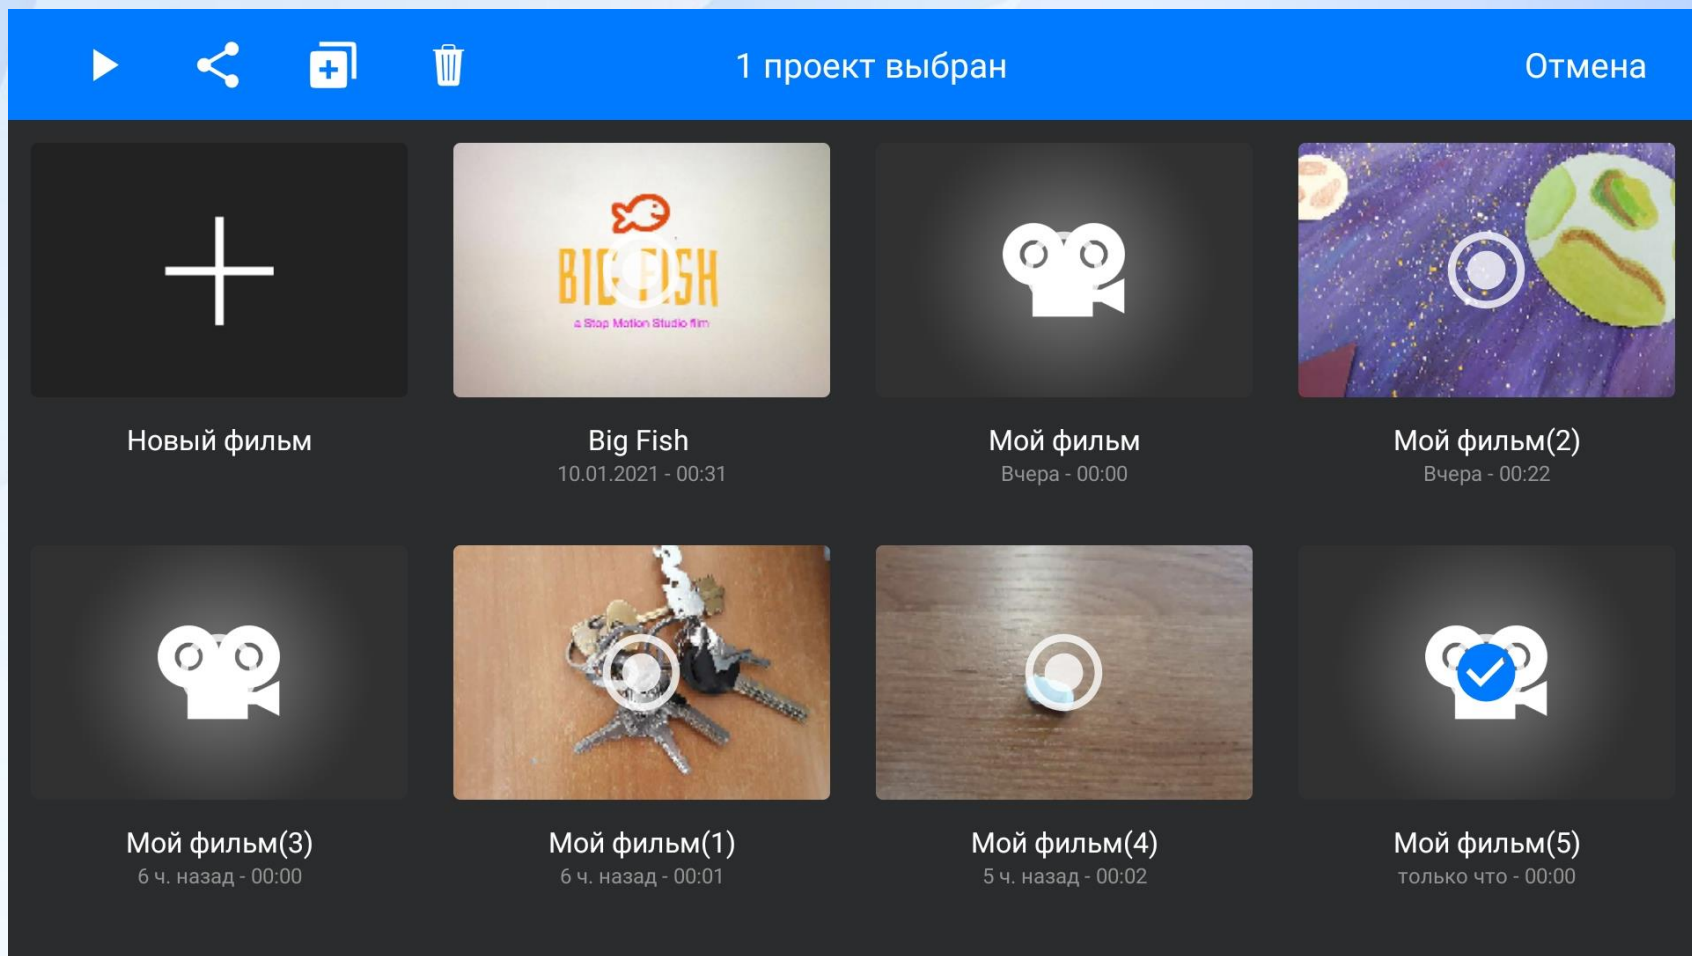 1 проект выбран
Отмена
BIG FISH
a Stop Motion Studio film
Новый фильм
Big Fish
10.01.2021 - 00:31
Мой фильм
Вчера - 00:00
Мой фильм(2)
Вчера - 00:22
Мой фильм(3)
6 ч. назад - 00:00
Мой фильм(1)
6 ч. назад - 00:01
Мой фильм(4)
5 ч. назад - 00:02
Мой фильм(5)
только что - 00:00